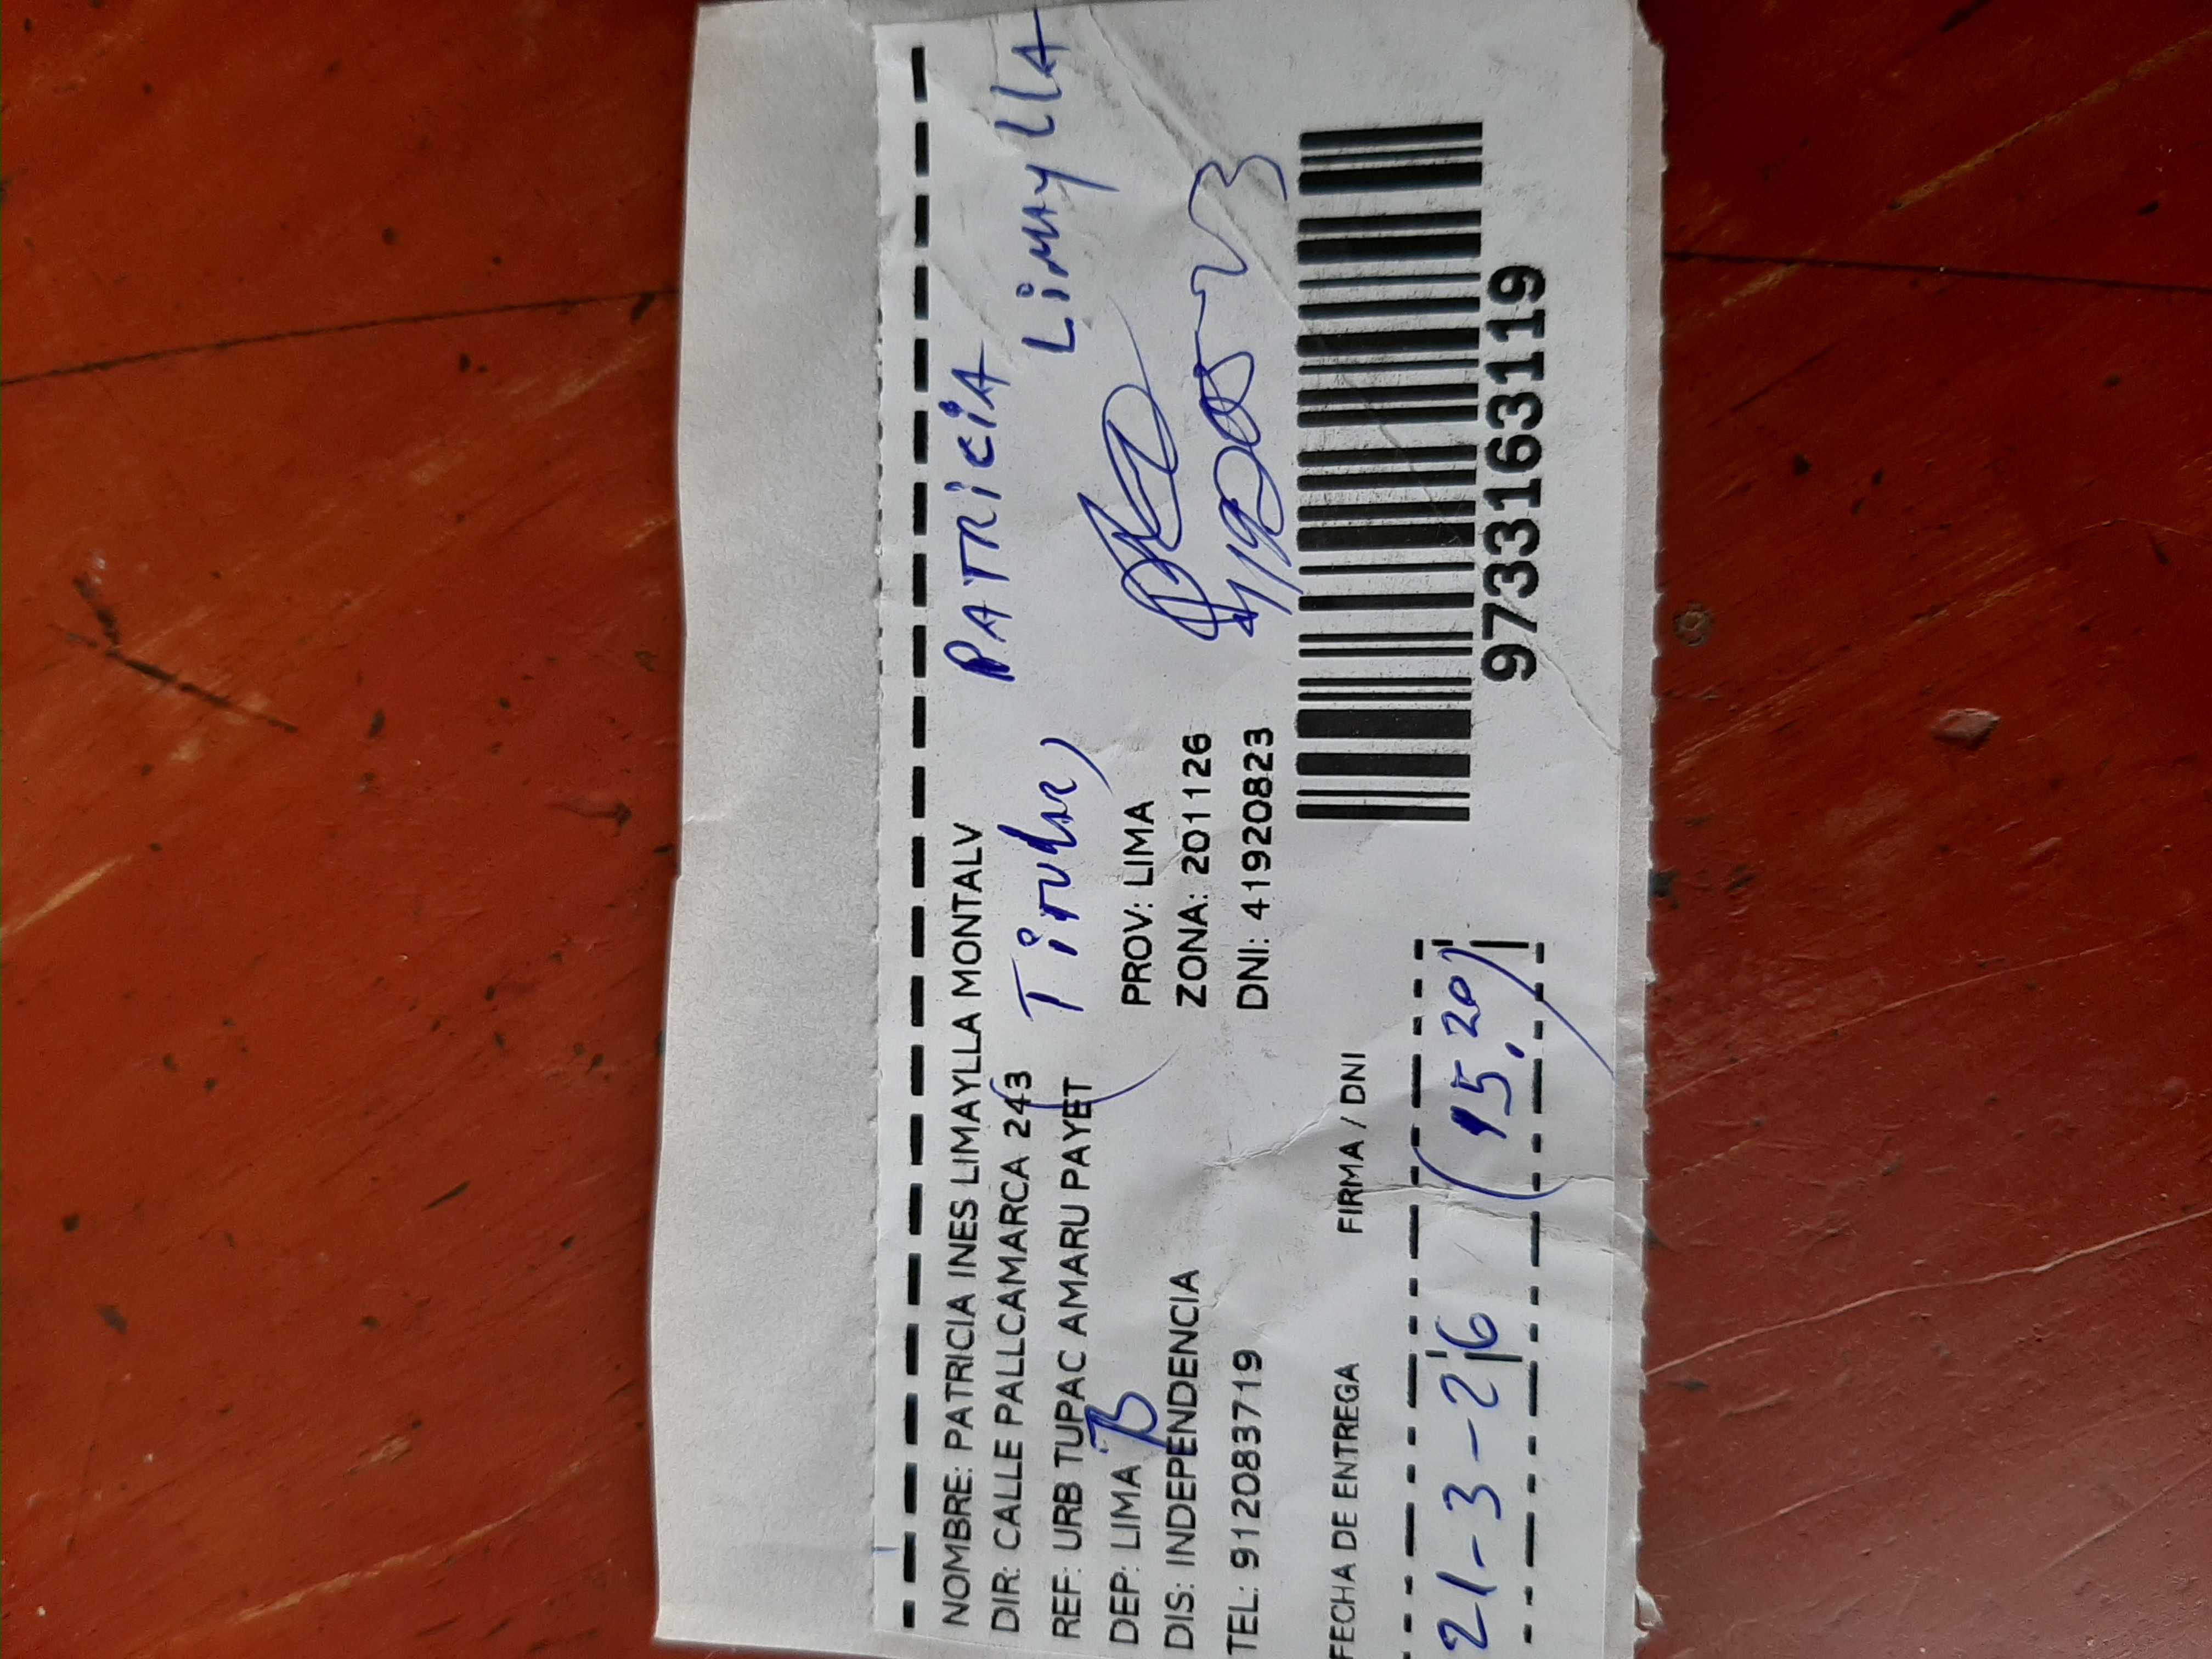 NOMBRE: PATRICIA INES LIMAYLLA MONTALV
PATRICIA
DIR: CALLE PALLCAMARCA 243
(Titular)
Limaylla
REF: URB TUPAC AMARU PAYET
DEP: LIMA
B
PROV: LIMA
DIS: INDEPENDENCIA
ZONA: 201126
TEL: 912083719
DNI: 41920823
FECHA DE ENTREGA
FIRMA / DNI
21-3-26
(15.20)
9733163119